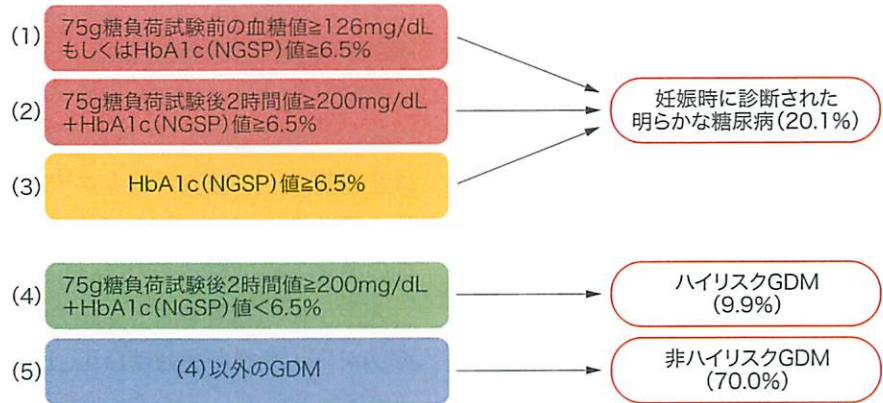 (1) 75g糖負荷試験前の血糖値≧126mg/dL
もしくはHbA1c(NGSP)値≧6.5%
(2) 75g糖負荷試験後2時間値≧200mg/dL
+HbA1c(NGSP)値≧6.5%
(3) HbA1c(NGSP)値≧6.5%
妊娠時に診断された
明らかな糖尿病(20.1%)
(4) 75g糖負荷試験後2時間値≧200mg/dL
+HbA1c(NGSP)値<6.5%
ハイリスクGDM
(9.9%)
(5) (4)以外のGDM
非ハイリスクGDM
(70.0%)